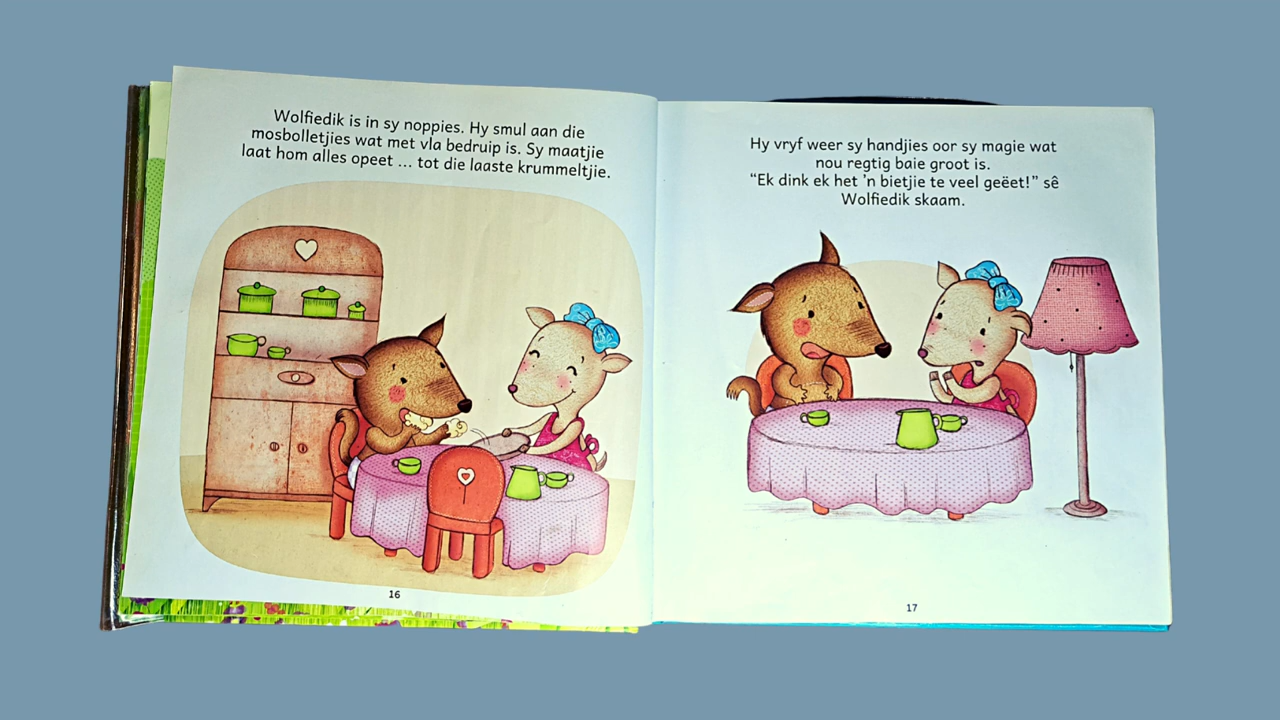 Wolfiedik is in sy noppies. Hy smul aan die
mosbolletjies wat met vla bedruip is. Sy maatjie
laat hom alles opeet ... tot die laaste krummeltjie.
16
Hy vryf weer sy handjies oor sy magie wat
nou regtig baie groot is.
“Ek dink ek het ’n bietjie te veel geëet!” sê
Wolfiedik skaam.
17